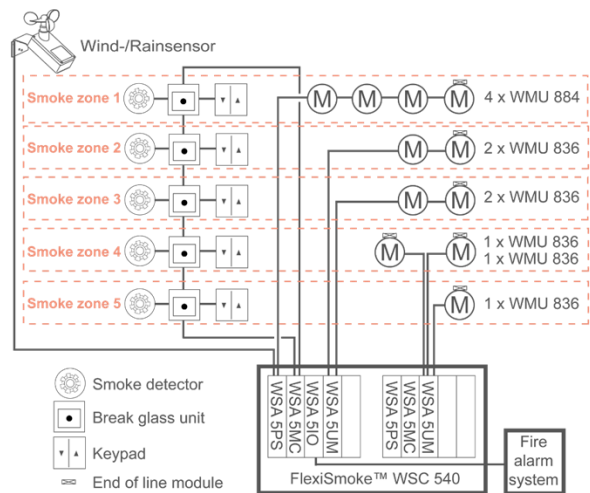 Wind-/Rainsensor
Smoke zone 1
M M M M
4 x WMU 884
Smoke zone 2
M M
2 x WMU 836
Smoke zone 3
M M
2 x WMU 836
Smoke zone 4
M M
1 x WMU 836
1 x WMU 836
Smoke zone 5
M
1 x WMU 836
WSA 5PS
WSA 5MC
WSA 5IO
WSA 5UM
WSA 5PS
WSA 5MC
WSA 5UM
FlexiSmoke™ WSC 540
Fire
alarm
system
Smoke detector
Break glass unit
Keypad
End of line module